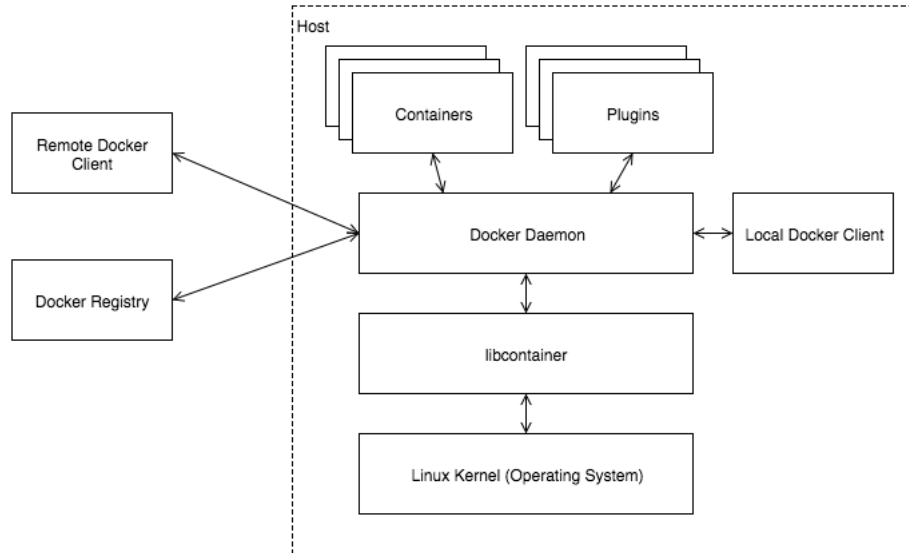 Host
Containers
Plugins
Remote Docker
Client
Docker Daemon
Local Docker Client
Docker Registry
libcontainer
Linux Kernel (Operating System)